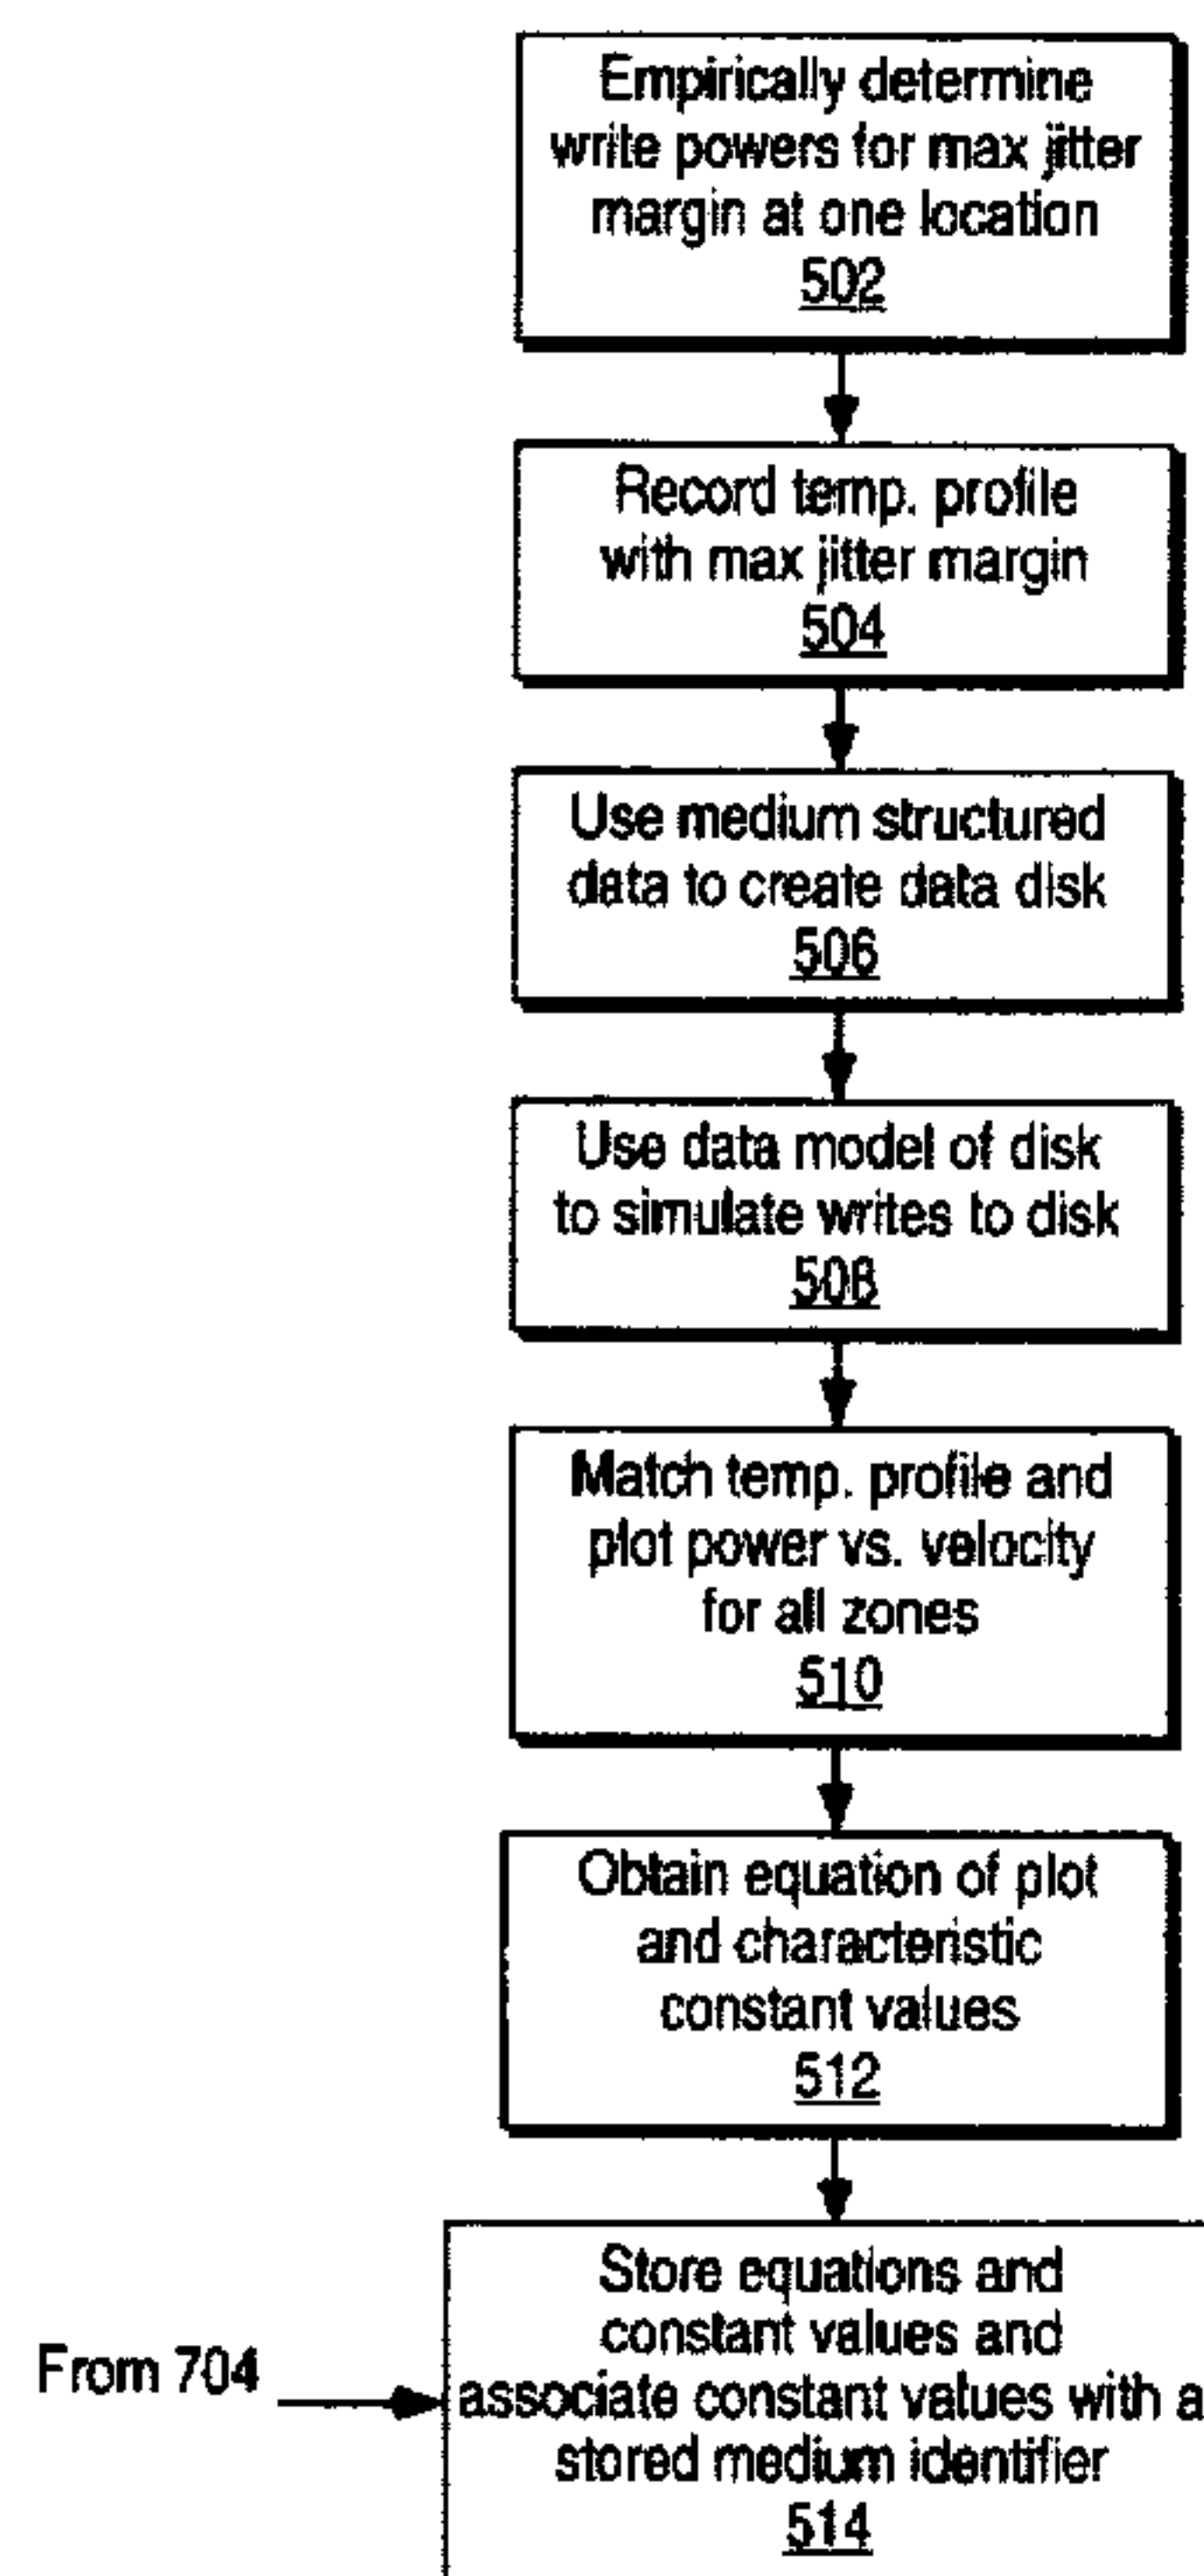 Empirically determine
write powers for max jitter
margin at one location
502
Record temp. profile
with max jitter margin
504
Use medium structured
data to create data disk
506
Use data model of disk
to simulate writes to disk
508
Match temp. profile and
plot power vs. velocity
for all zones
510
Obtain equation of plot
and characteristic
constant values
512
Store equations and
constant values and
From 704
associate constant values with a
stored medium identifier
514